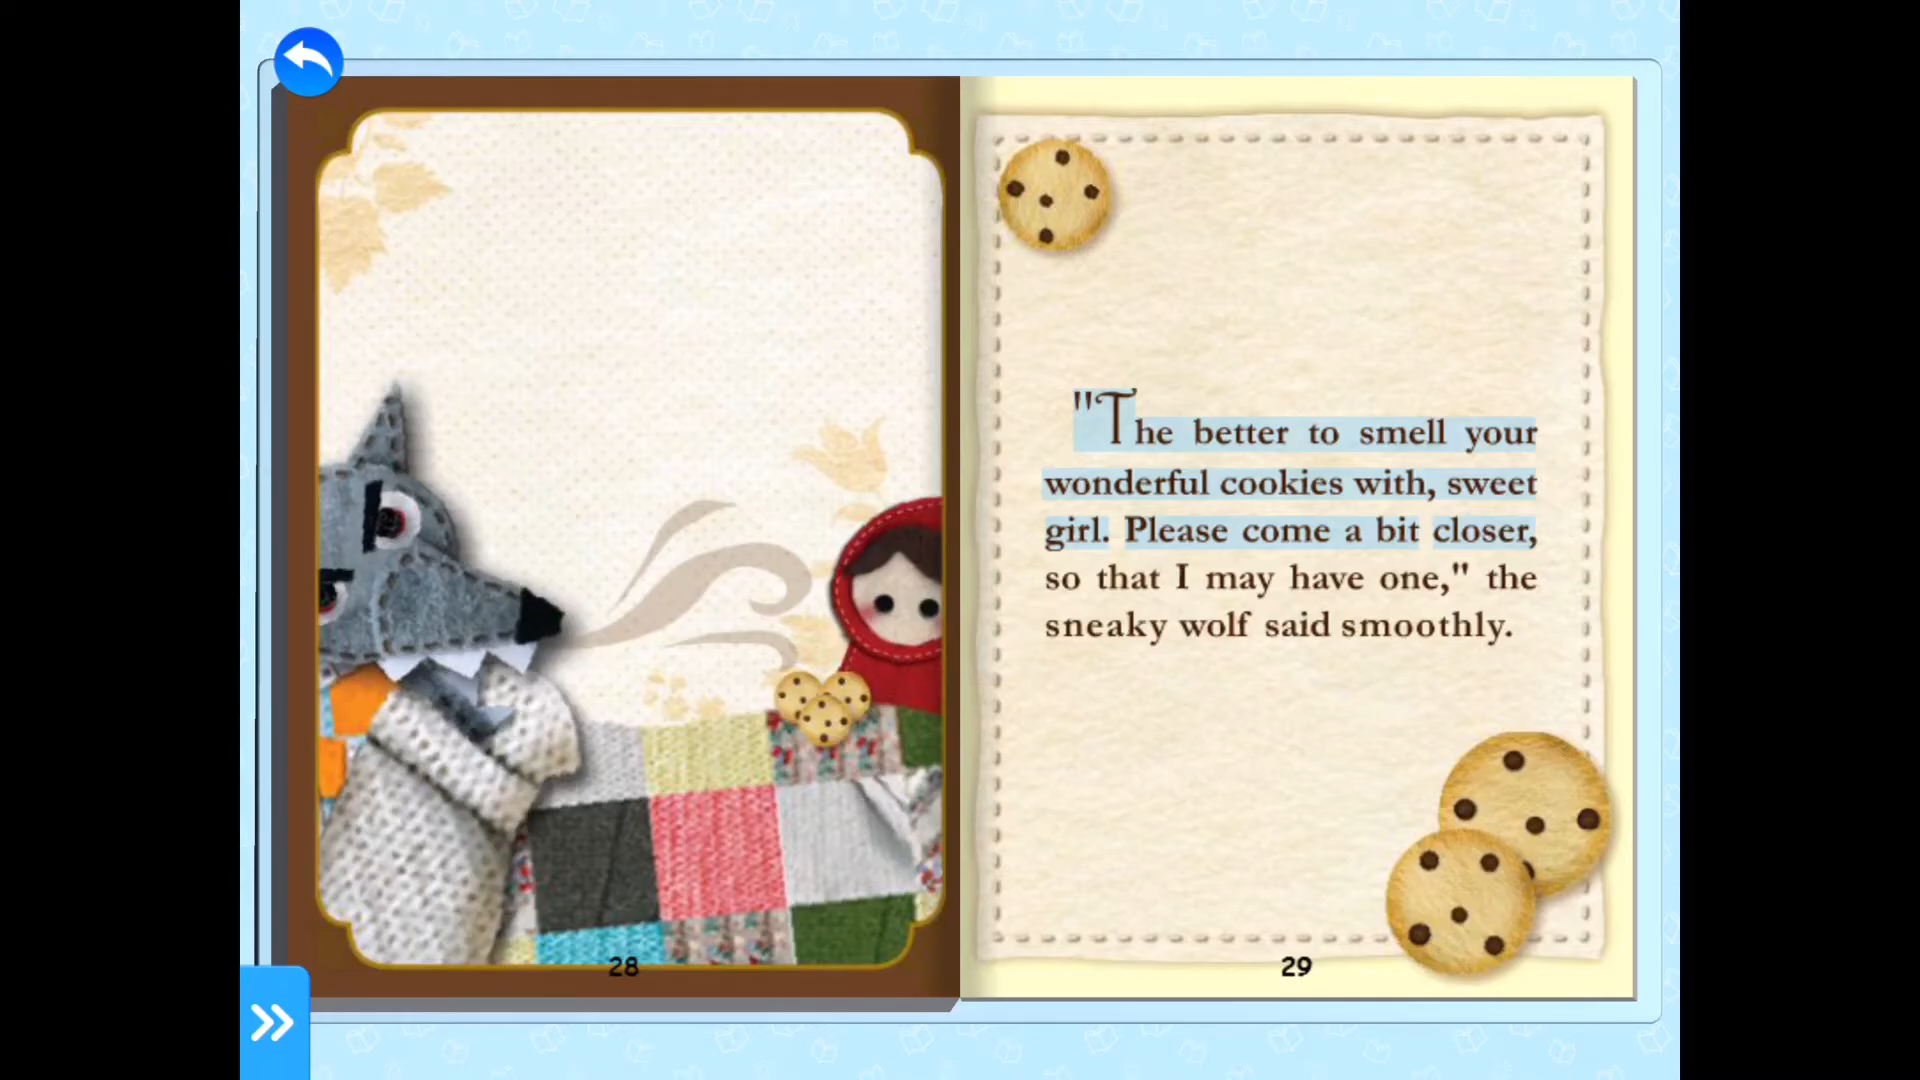 "The better to smell your
wonderful cookies with, sweet
girl. Please come a bit closer,
so that I may have one," the
sneaky wolf said smoothly.
28
29